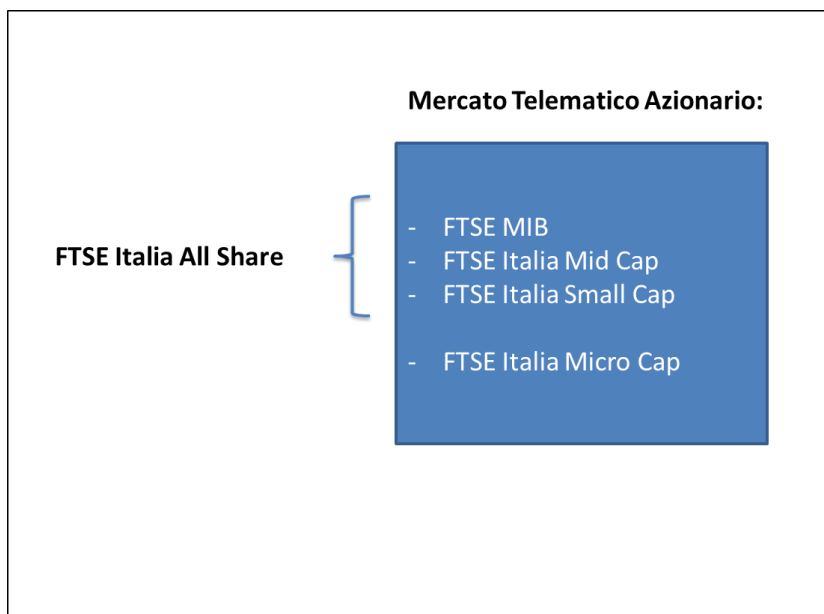 Mercato Telematico Azionario:
FTSE Italia All Share
- FTSE MIB
- FTSE Italia Mid Cap
- FTSE Italia Small Cap
- FTSE Italia Micro Cap